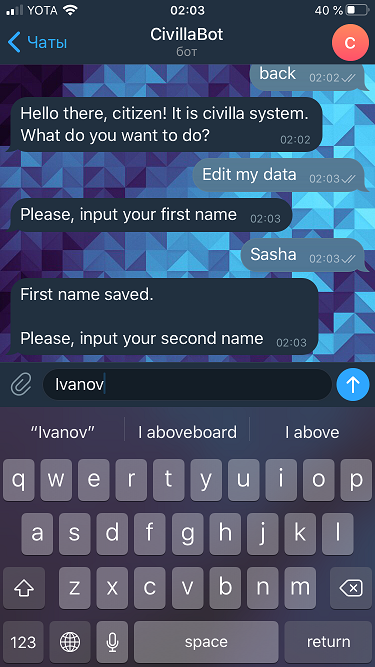 YOTA 02:03 40 %
Чаты CivillaBot C
бот
back 02:02
Hello there, citizen! It is civilla system.
What do you want to do? 02:02
Edit my data 02:03
Please, input your first name 02:03
Sasha 02:03
First name saved.
Please, input your second name 02:03
Ivanov
“Ivanov” I aboveboard I above
q w e r t y u i o p
a s d f g h j k l
z x c v b n m
123 space return